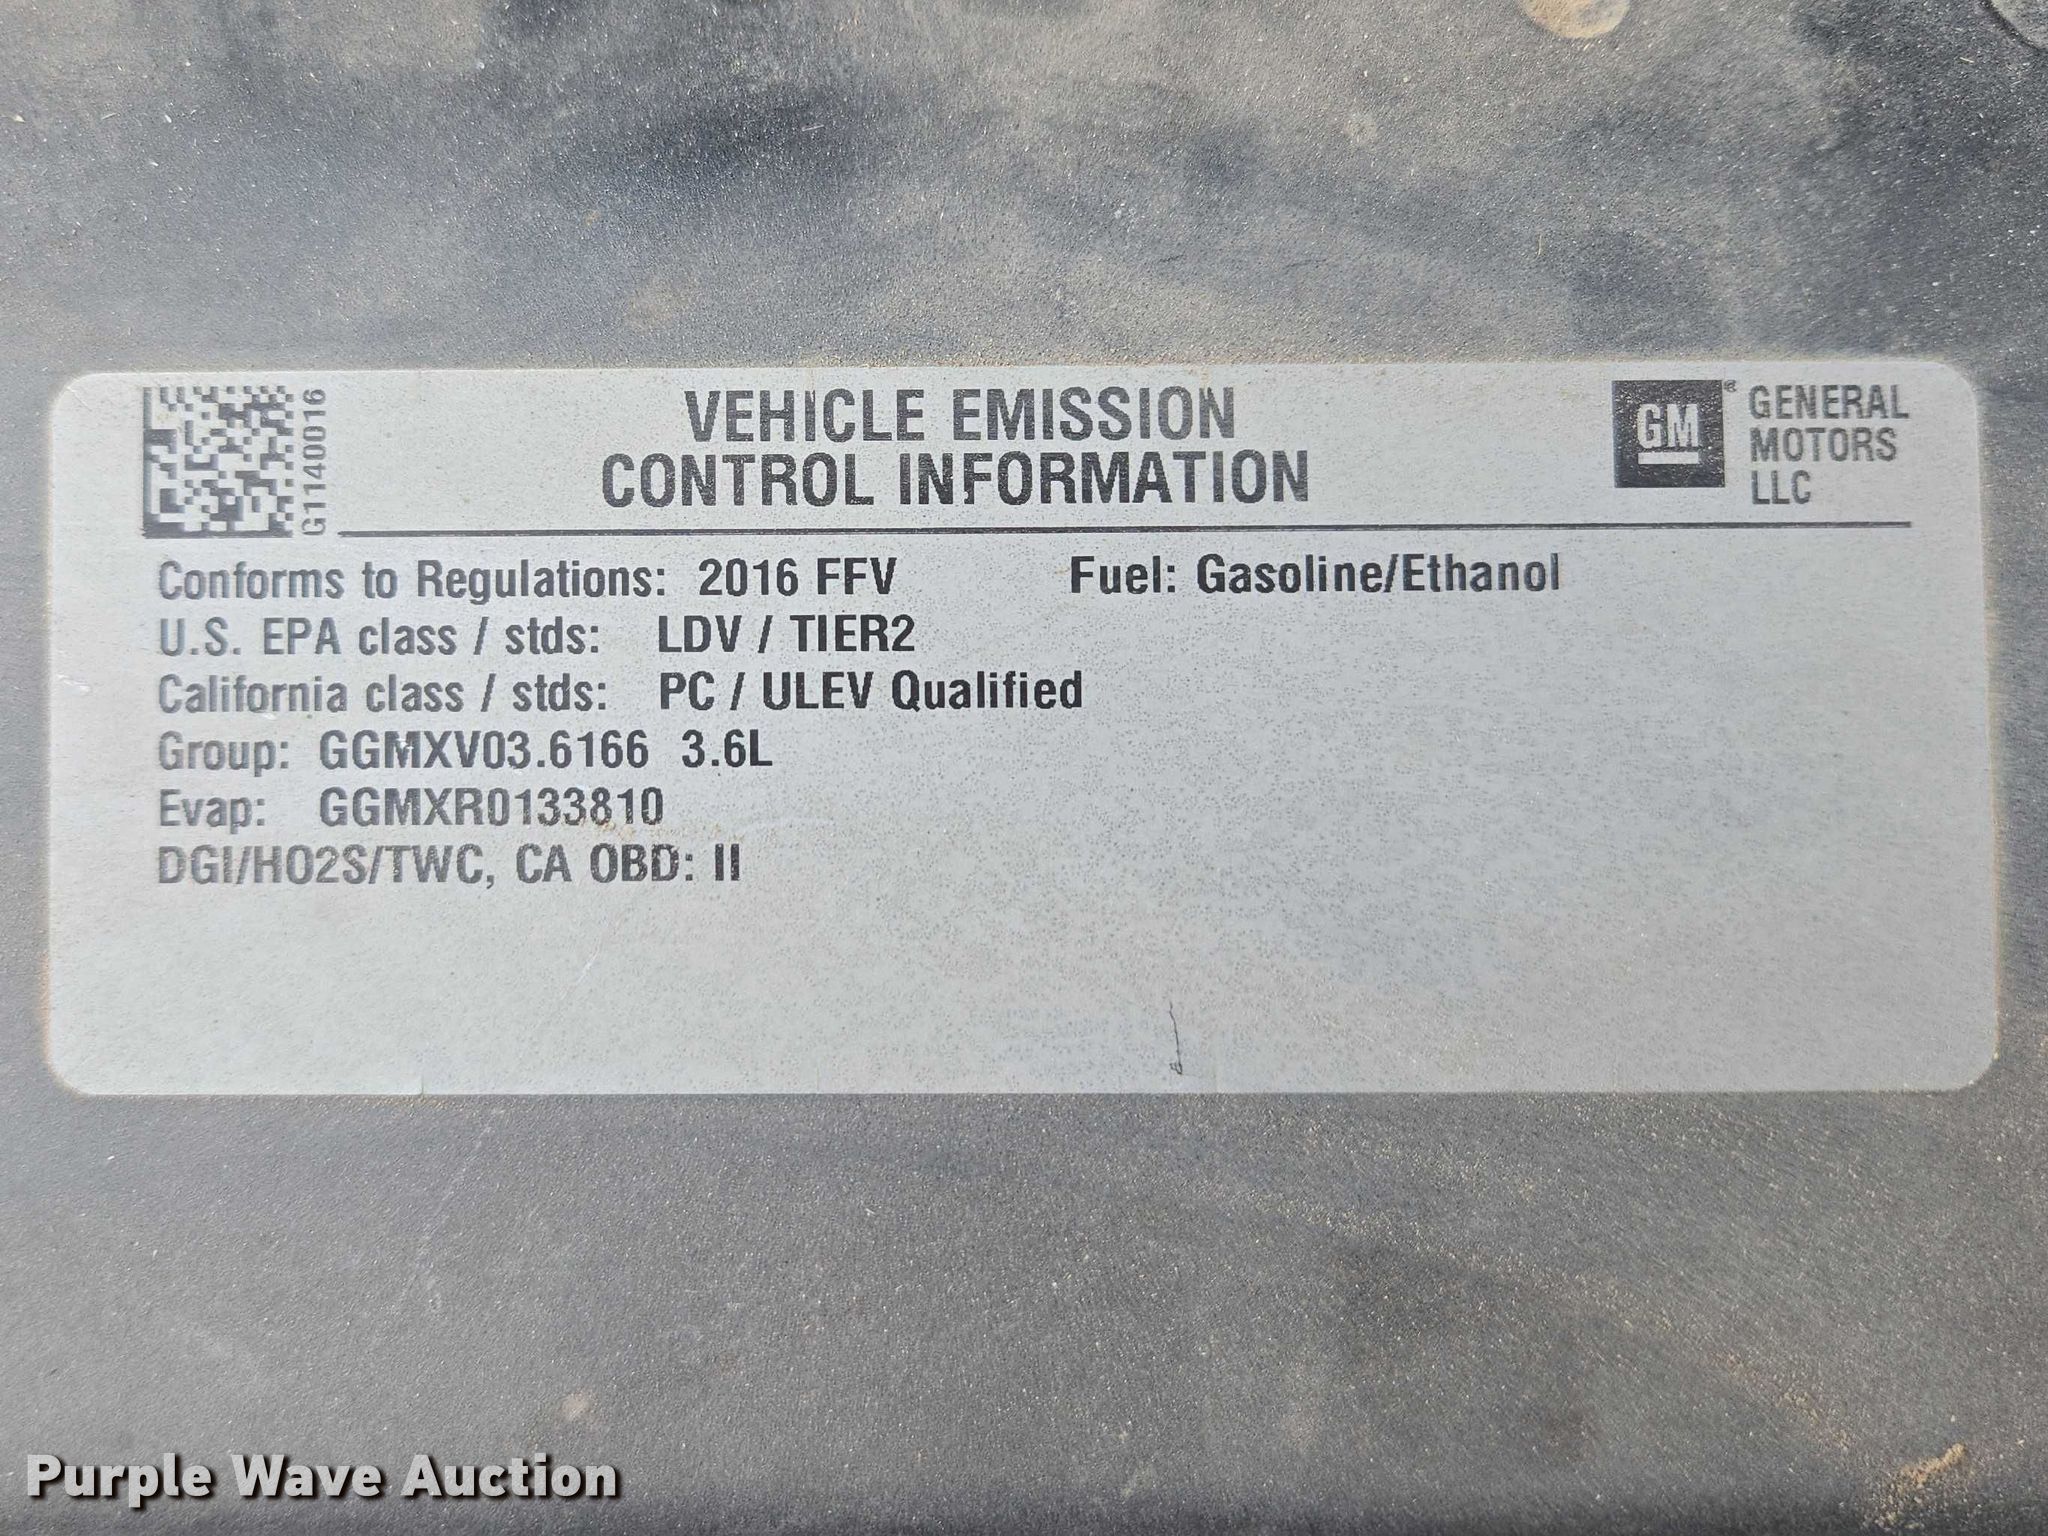 G11400016
VEHICLE EMISSION
CONTROL INFORMATION
GM®
GENERAL
MOTORS
LLC
Conforms to Regulations: 2016 FFV Fuel: Gasoline/Ethanol
U.S. EPA class / stds: LDV / TIER2
California class / stds: PC / ULEV Qualified
Group: GGMXV03.6166 3.6L
Evap: GGMXR0133810
DGI/HO2S/TWC, CA OBD: II
Purple Wave Auction